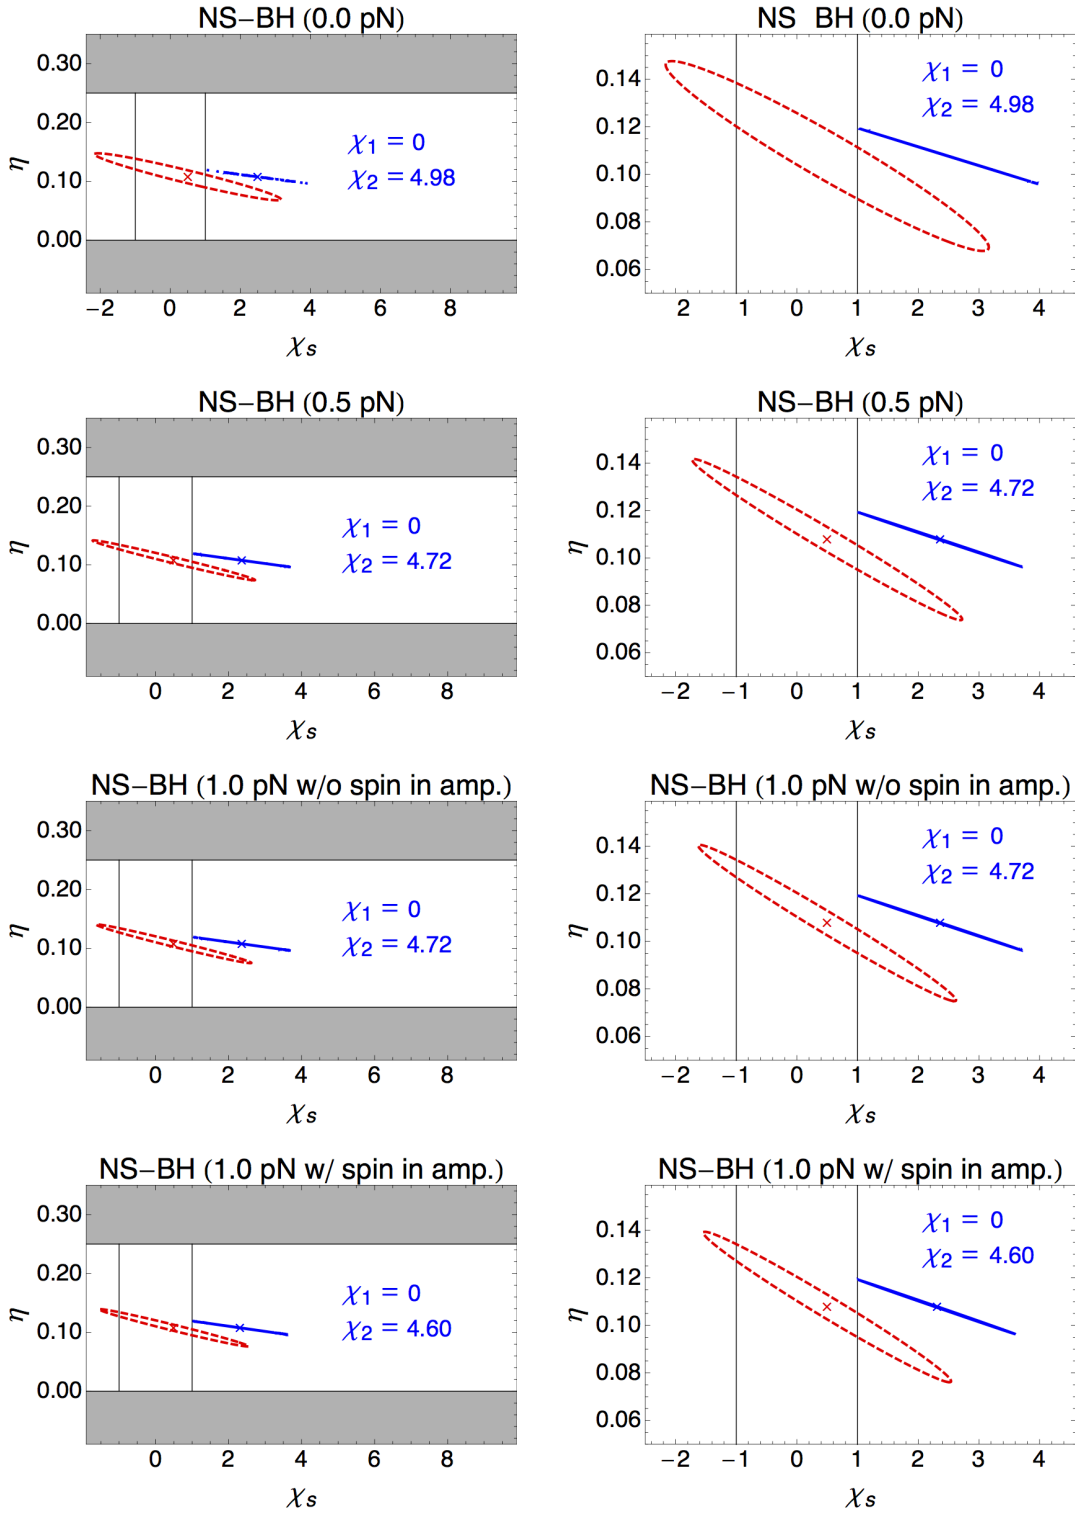 NS−BH (0.0 pN)
0.30
0.20
0.10
0.00
η
χ1 = 0
χ2 = 4.98
−2 0 2 4 6 8
χs
NS BH (0.0 pN)
0.14
0.12
0.10
0.08
0.06
η
χ1 = 0
χ2 = 4.98
2 1 0 1 2 3 4
χs
NS−BH (0.5 pN)
0.30
0.20
0.10
0.00
η
χ1 = 0
χ2 = 4.72
0 2 4 6 8
χs
NS−BH (0.5 pN)
0.14
0.12
0.10
0.08
0.06
η
χ1 = 0
χ2 = 4.72
−2 −1 0 1 2 3 4
χs
NS−BH (1.0 pN w/o spin in amp.)
0.30
0.20
0.10
0.00
η
χ1 = 0
χ2 = 4.72
0 2 4 6 8
χs
NS−BH (1.0 pN w/o spin in amp.)
0.14
0.12
0.10
0.08
0.06
η
χ1 = 0
χ2 = 4.72
−2 −1 0 1 2 3 4
χs
NS−BH (1.0 pN w/ spin in amp.)
0.30
0.20
0.10
0.00
η
χ1 = 0
χ2 = 4.60
0 2 4 6 8
χs
NS−BH (1.0 pN w/ spin in amp.)
0.14
0.12
0.10
0.08
0.06
η
χ1 = 0
χ2 = 4.60
−2 −1 0 1 2 3 4
χs